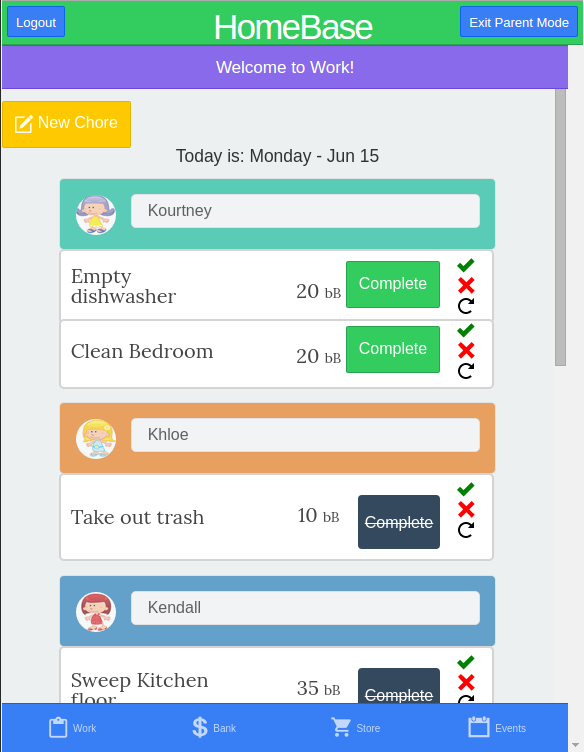 Logout
HomeBase
Exit Parent Mode
Welcome to Work!
New Chore
Today is: Monday - Jun 15
Kourtney
Empty
dishwasher
20 bB
Complete
Clean Bedroom
20 bB
Complete
Khloe
Take out trash
10 bB
Complete
Kendall
Sweep Kitchen
floor
35 bB
Complete
Work
Bank
Store
Events